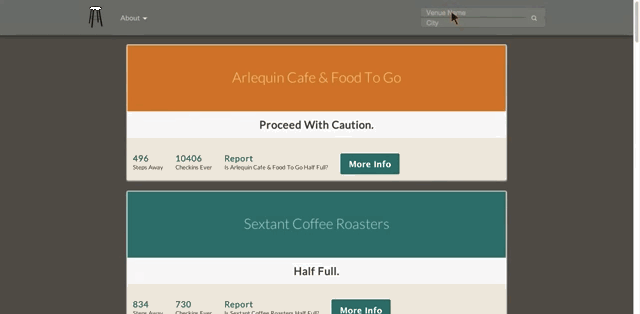 About
Venue Name
City
Arlequin Cafe & Food To Go
Proceed With Caution.
496
Steps Away
10406
Checkins Ever
Report
Is Arlequin Cafe & Food To Go Half Full?
More Info
Sextant Coffee Roasters
Half Full.
834
Steps Away
730
Checkins Ever
Report
Is Sextant Coffee Roasters Half Full?
More Info